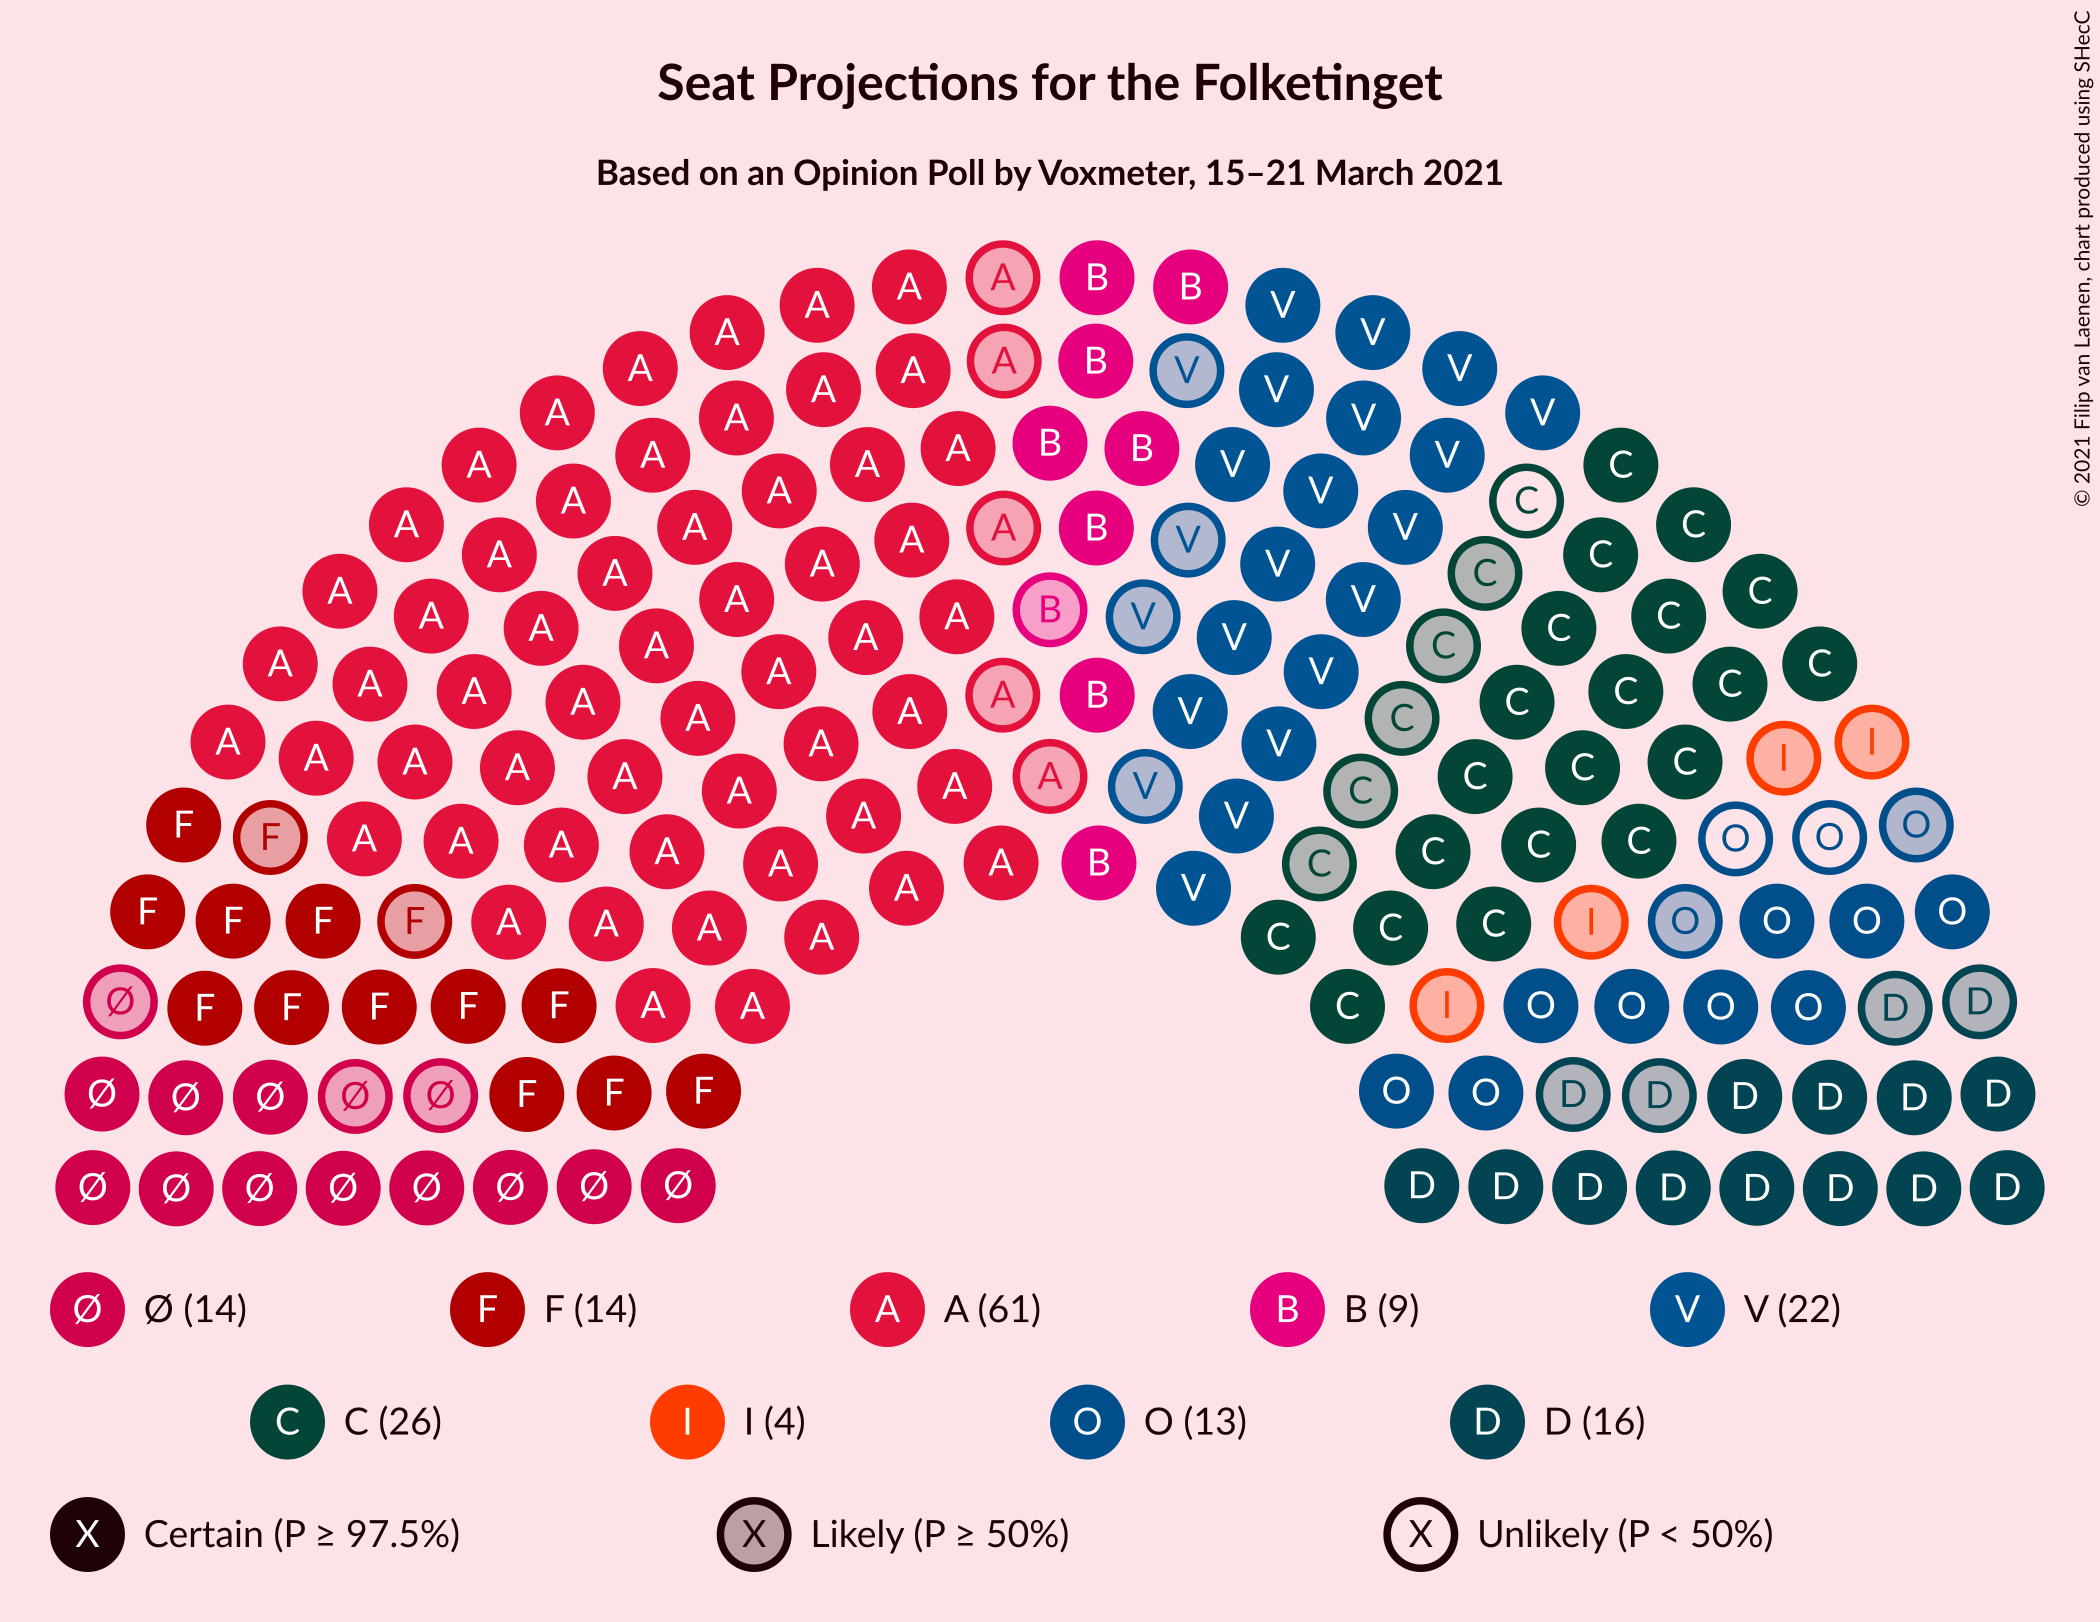 Seat Projections for the Folketinget
Based on an Opinion Poll by Voxmeter, 15–21 March 2021
© 2021 Filip van Laenen, chart produced using SHecC
A A A B B V V
A A A A B V V V V
A A A A B B V V V V C
A A A A A A B V V V C C C
A A A A A A B V V V C C C C
A A A A A A A B V V V C C C C C
A A A A A A A A B V V C C C C C I I
F F A A A A A A A A V V C C C C C O O O
F F F F A A A A A A B V C C C I O O O O
Ø F F F F F A A C I O O O O D D
Ø Ø Ø Ø Ø F F F O O D D D D D D
Ø Ø Ø Ø Ø Ø Ø Ø D D D D D D D D
Ø Ø (14) F F (14) A A (61) B B (9) V V (22)
C C (26) I I (4) O O (13) D D (16)
X Certain (P ≥ 97.5%) X Likely (P ≥ 50%) X Unlikely (P < 50%)